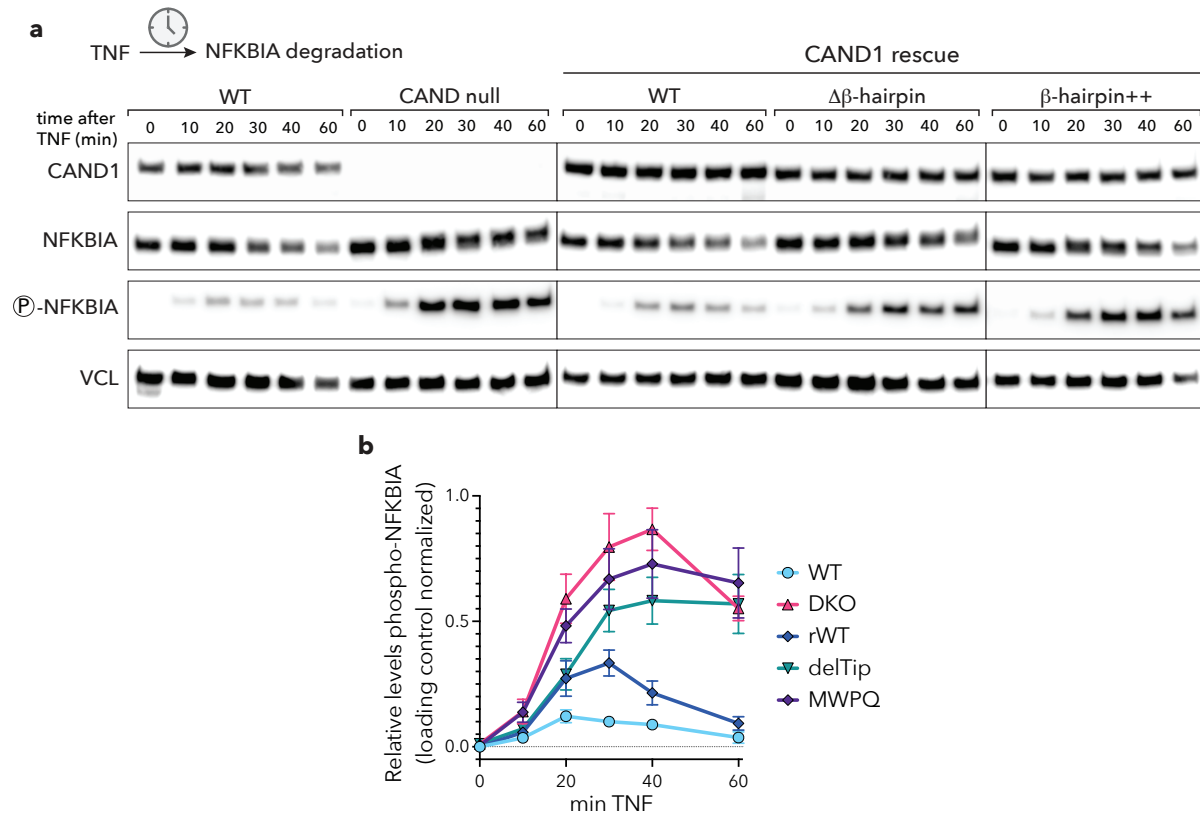 a
TNF NFKBIA degradation
CAND1 rescue
WT CAND null WT Δβ-hairpin β-hairpin++
time after
TNF (min)
0 10 20 30 40 60 0 10 20 30 40 60 0 10 20 30 40 60 0 10 20 30 40 60 0 10 20 30 40 60
CAND1
NFKBIA
Ⓟ-NFKBIA
VCL
b
Relative levels phospho-NFKBIA
(loading control normalized)
1.0
0.5
0.0
0 20 40 60
min TNF
WT
DKO
rWT
delTip
MWPQ